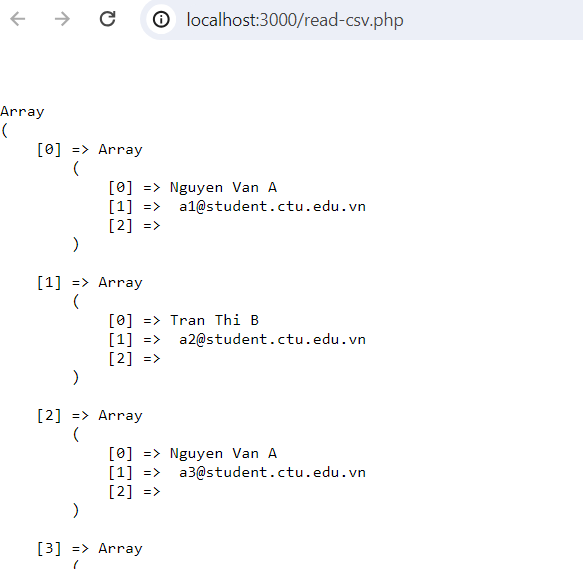 localhost:3000/read-csv.php
Array
(
    [0] => Array
        (
            [0] => Nguyen Van A
            [1] =>  a1@student.ctu.edu.vn
            [2] =>
        )
    [1] => Array
        (
            [0] => Tran Thi B
            [1] =>  a2@student.ctu.edu.vn
            [2] =>
        )
    [2] => Array
        (
            [0] => Nguyen Van A
            [1] =>  a3@student.ctu.edu.vn
            [2] =>
        )
    [3] => Array
        (